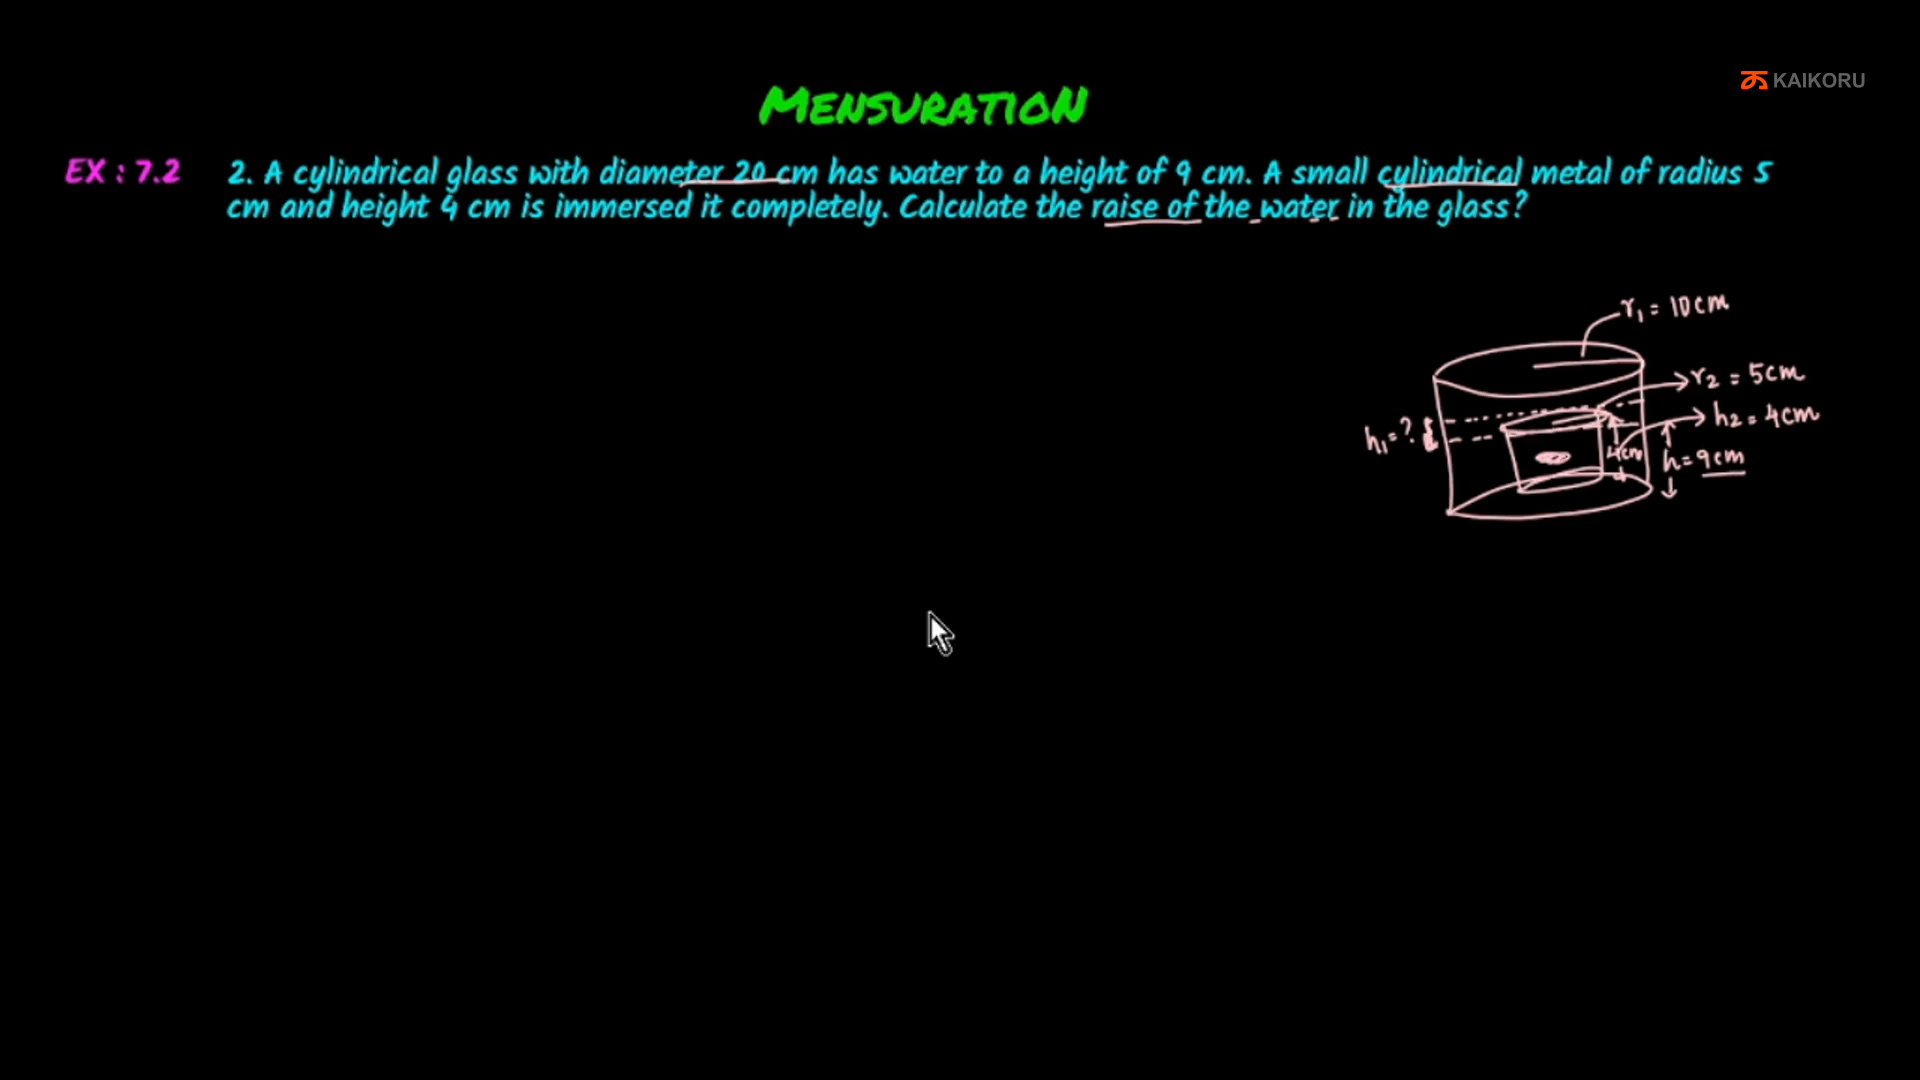 KAIKORU
MENSURATION
EX : 7.2 2. A cylindrical glass with diameter 20 cm has water to a height of 9 cm. A small cylindrical metal of radius 5
cm and height 4 cm is immersed it completely. Calculate the raise of the water in the glass?
r₁ = 10cm
r₂ = 5cm
h₂ = 4cm
h₁=?
4cm
h=9cm